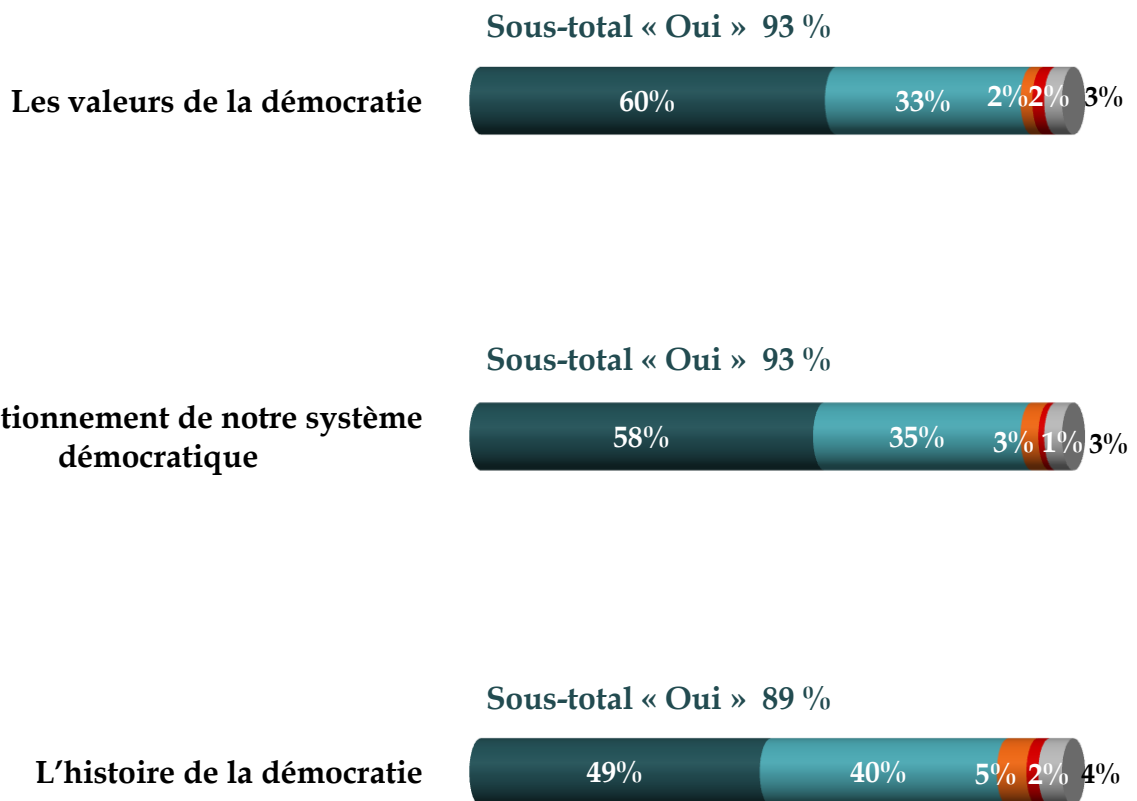 Sous-total « Oui »  93 %
Les valeurs de la démocratie
60%
33%
2%
2%
3%
Sous-total « Oui »  93 %
tionnement de notre système
démocratique
58%
35%
3%
1%
3%
Sous-total « Oui »  89 %
L’histoire de la démocratie
49%
40%
5%
2%
4%